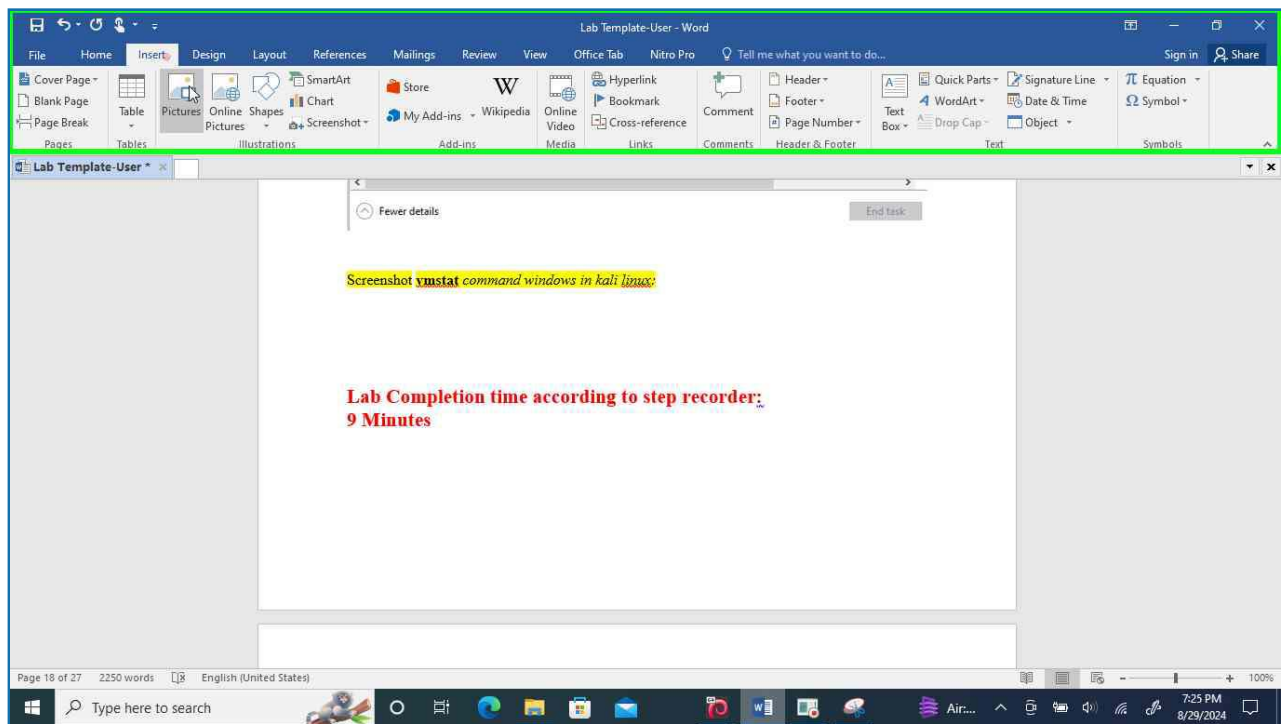 Lab Template-User - Word
File Home Insert Design Layout References Mailings Review View Office Tab Nitro Pro Tell me what you want to do... Sign in Share
Cover Page
Blank Page
Page Break
Pages
Table
Tables
Pictures
Online Pictures
Shapes
SmartArt
Chart
Screenshot
Illustrations
Store
My Add-ins
W
Wikipedia
Add-ins
Online Video
Media
Hyperlink
Bookmark
Cross-reference
Links
Comment
Comments
Header
Footer
Page Number
Header & Footer
Text Box
Quick Parts
WordArt
Drop Cap
Signature Line
Date & Time
Object
Text
Equation
Symbol
Symbols
Lab Template-User *
Fewer details End task
Screenshot vmstat command windows in kali linux:
Lab Completion time according to step recorder:
9 Minutes
Page 18 of 27 2250 words English (United States) 100%
Type here to search Air:... 7:25 PM
8/29/2024